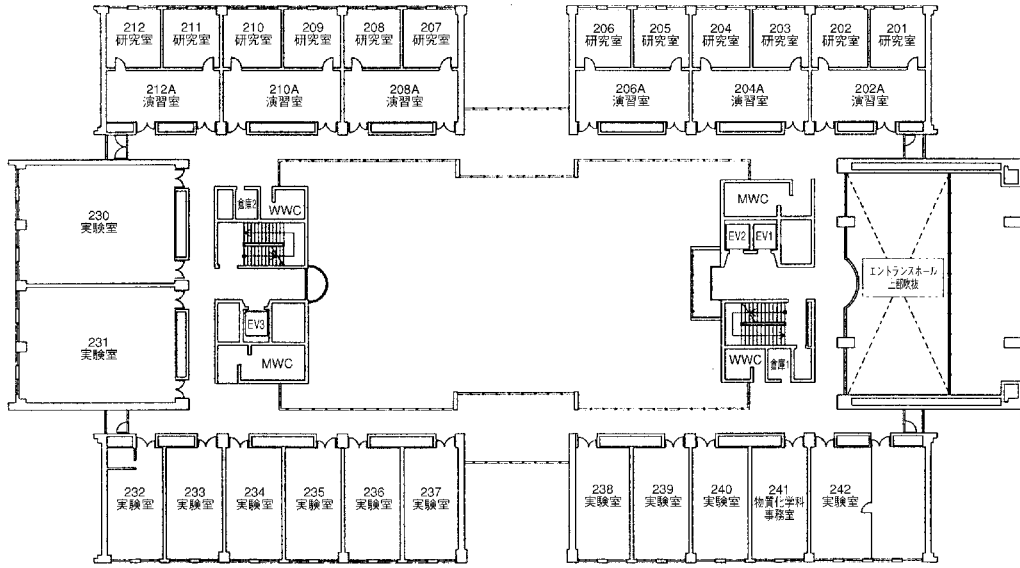 212
研究室
211
研究室
210
研究室
209
研究室
208
研究室
207
研究室
206
研究室
205
研究室
204
研究室
203
研究室
202
研究室
201
研究室
212A
演習室
210A
演習室
208A
演習室
206A
演習室
204A
演習室
202A
演習室
230
実験室
倉庫2
WWC
MWC
EV2
EV1
エントランスホール
上部吹抜
231
実験室
EV3
MWC
WWC
倉庫1
232
実験室
233
実験室
234
実験室
235
実験室
236
実験室
237
実験室
238
実験室
239
実験室
240
実験室
241
物質化学科
事務室
242
実験室